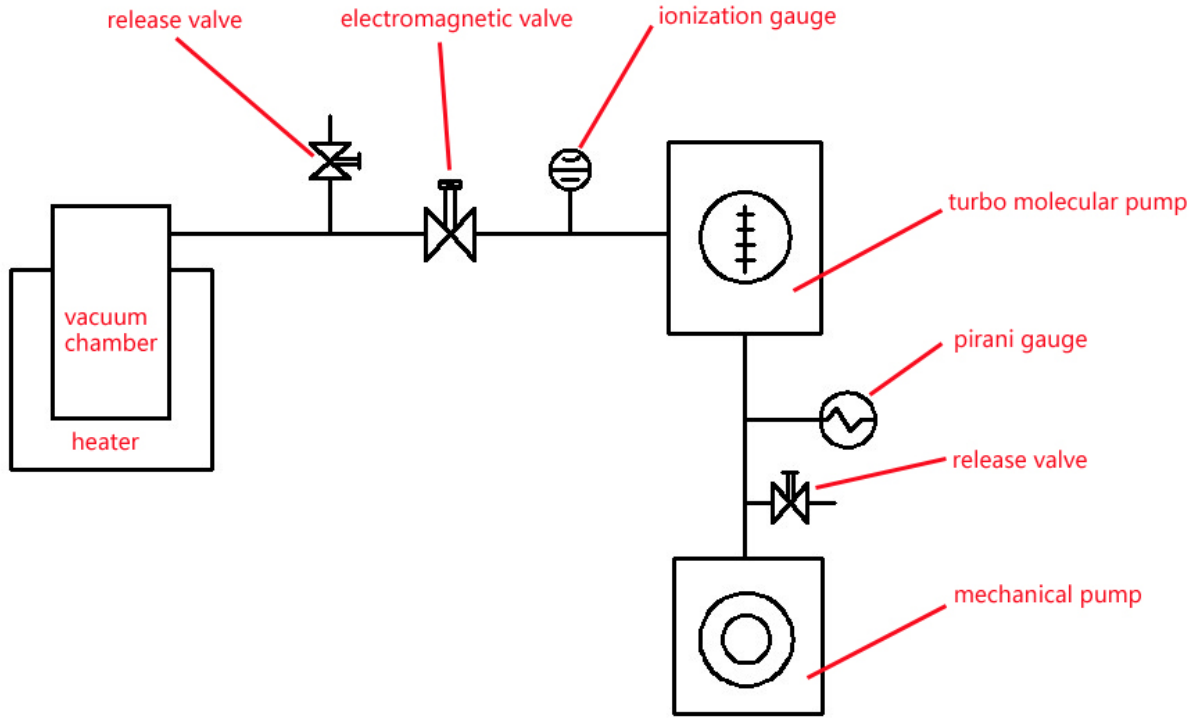 release valve
electromagnetic valve
ionization gauge
turbo molecular pump
vacuum
chamber
heater
pirani gauge
release valve
mechanical pump